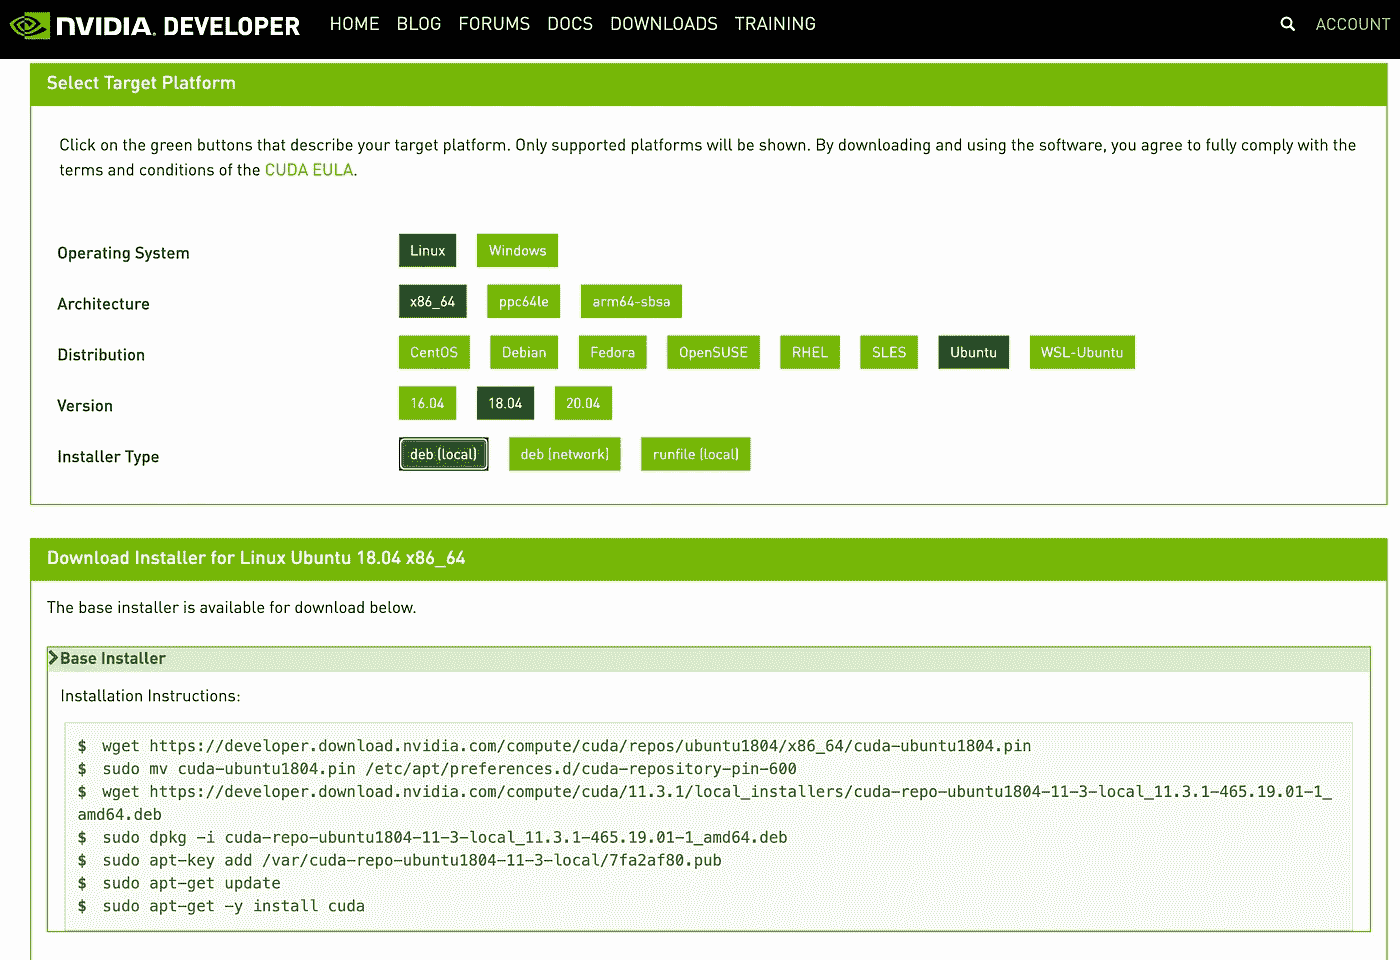 NVIDIA. DEVELOPER HOME BLOG FORUMS DOCS DOWNLOADS TRAINING ACCOUNT
Select Target Platform
Click on the green buttons that describe your target platform. Only supported platforms will be shown. By downloading and using the software, you agree to fully comply with the
terms and conditions of the CUDA EULA.
Operating System Linux Windows
Architecture x86_64 ppc64le arm64-sbsa
Distribution CentOS Debian Fedora OpenSUSE RHEL SLES Ubuntu WSL-Ubuntu
Version 16.04 18.04 20.04
Installer Type deb (local) deb (network) runfile (local)
Download Installer for Linux Ubuntu 18.04 x86_64
The base installer is available for download below.
>Base Installer
Installation Instructions:
$ wget https://developer.download.nvidia.com/compute/cuda/repos/ubuntu1804/x86_64/cuda-ubuntu1804.pin
$ sudo mv cuda-ubuntu1804.pin /etc/apt/preferences.d/cuda-repository-pin-600
$ wget https://developer.download.nvidia.com/compute/cuda/11.3.1/local_installers/cuda-repo-ubuntu1804-11-3-local_11.3.1-465.19.01-1_
amd64.deb
$ sudo dpkg -i cuda-repo-ubuntu1804-11-3-local_11.3.1-465.19.01-1_amd64.deb
$ sudo apt-key add /var/cuda-repo-ubuntu1804-11-3-local/7fa2af80.pub
$ sudo apt-get update
$ sudo apt-get -y install cuda